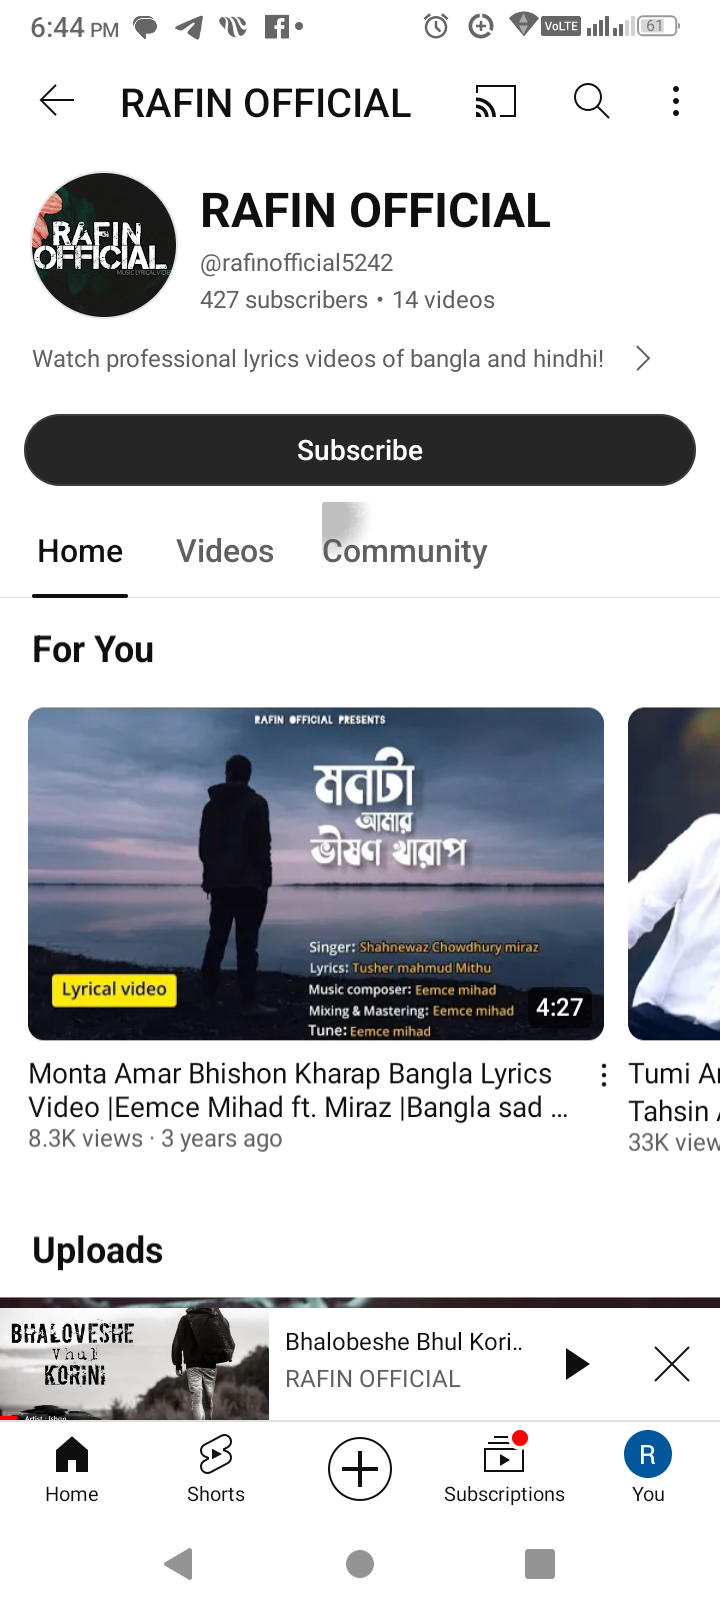 6:44 PM
VoLTE
61
RAFIN OFFICIAL
RAFIN
OFFICIAL
MUSIC LYRICAL VIDEO
RAFIN OFFICIAL
@rafinofficial5242
427 subscribers • 14 videos
Watch professional lyrics videos of bangla and hindhi!
Subscribe
Home Videos Community
For You
RAFIN OFFICIAL PRESENTS
মনটা
আমার
ভীষণ খারাপ
Singer: Shahnewaz Chowdhury miraz
Lyrics: Tusher mahmud Mithu
Music composer: Eemce mihad
Mixing & Mastering: Eemce mihad
Tune: Eemce mihad
Lyrical video
4:27
Monta Amar Bhishon Kharap Bangla Lyrics
Video |Eemce Mihad ft. Miraz |Bangla sad ...
8.3K views · 3 years ago
Tumi
Tahsin
33K
Uploads
BHALOVESHE
Vhul
KORINI
Artist : Ishan
Bhalobeshe Bhul Kori..
RAFIN OFFICIAL
Home
Shorts
Subscriptions
R
You